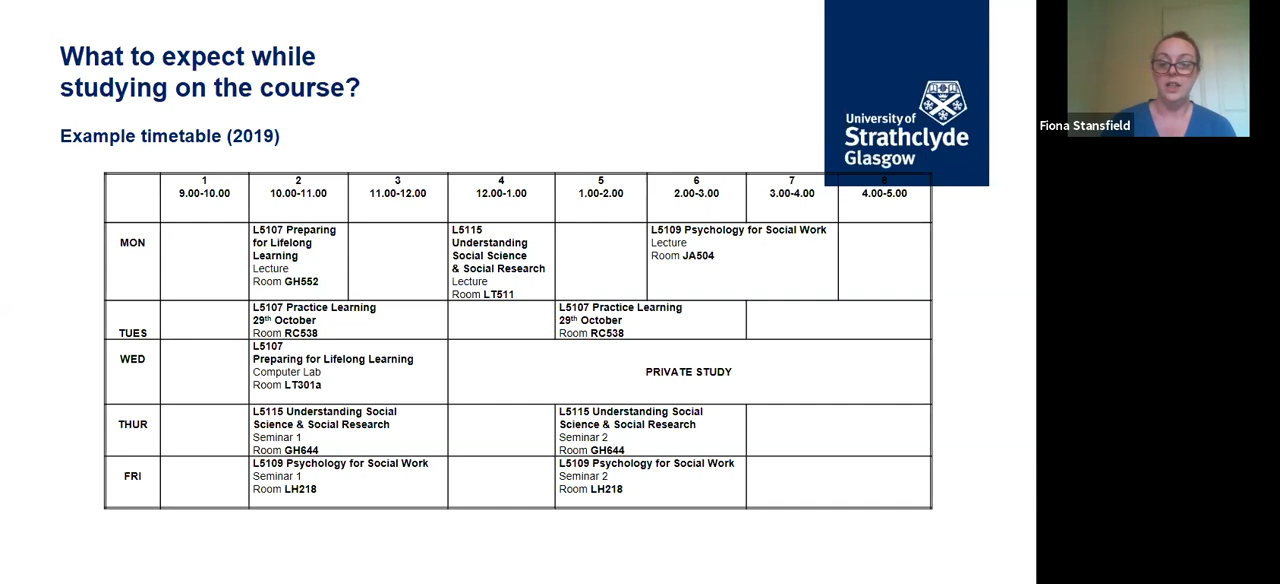 What to expect while
studying on the course?
Example timetable (2019)
University of
Strathclyde
Glasgow
Fiona Stansfield
1 2 3 4 5 6 7 8
9.00-10.00 10.00-11.00 11.00-12.00 12.00-1.00 1.00-2.00 2.00-3.00 3.00-4.00 4.00-5.00
MON
L5107 Preparing
for Lifelong
Learning
Lecture
Room GH552
L5115
Understanding
Social Science
& Social Research
Lecture
Room LT511
L5109 Psychology for Social Work
Lecture
Room JA504
TUES
L5107 Practice Learning
29th October
Room RC538
L5107 Practice Learning
29th October
Room RC538
WED
L5107
Preparing for Lifelong Learning
Computer Lab
Room LT301a
PRIVATE STUDY
THUR
L5115 Understanding Social
Science & Social Research
Seminar 1
Room GH644
L5115 Understanding Social
Science & Social Research
Seminar 2
Room GH644
FRI
L5109 Psychology for Social Work
Seminar 1
Room LH218
L5109 Psychology for Social Work
Seminar 2
Room LH218